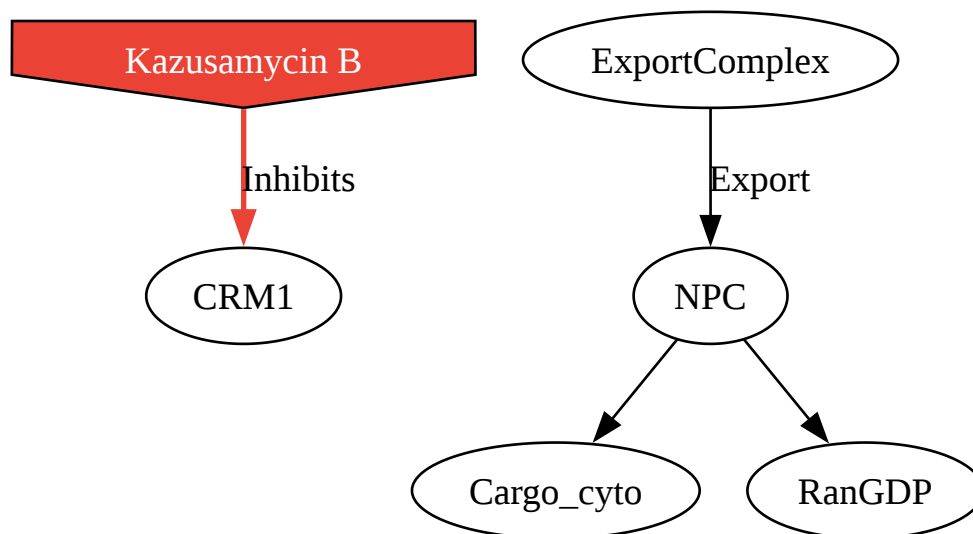 Kazusamycin B
ExportComplex
Inhibits
Export
CRM1
NPC
Cargo_cyto
RanGDP